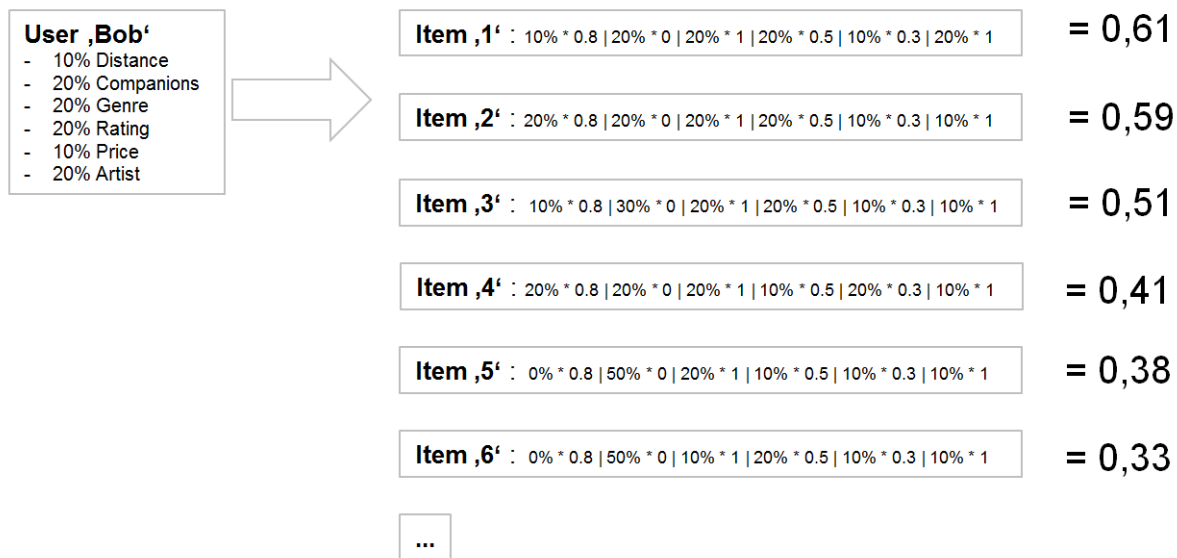 User ‚Bob‘
- 10% Distance
- 20% Companions
- 20% Genre
- 20% Rating
- 10% Price
- 20% Artist
Item ‚1‘ : 10% * 0.8 | 20% * 0 | 20% * 1 | 20% * 0.5 | 10% * 0.3 | 20% * 1 = 0,61
Item ‚2‘ : 20% * 0.8 | 20% * 0 | 20% * 1 | 20% * 0.5 | 10% * 0.3 | 10% * 1 = 0,59
Item ‚3‘ : 10% * 0.8 | 30% * 0 | 20% * 1 | 20% * 0.5 | 10% * 0.3 | 10% * 1 = 0,51
Item ‚4‘ : 20% * 0.8 | 20% * 0 | 20% * 1 | 10% * 0.5 | 20% * 0.3 | 10% * 1 = 0,41
Item ‚5‘ : 0% * 0.8 | 50% * 0 | 20% * 1 | 10% * 0.5 | 10% * 0.3 | 10% * 1 = 0,38
Item ‚6‘ : 0% * 0.8 | 50% * 0 | 10% * 1 | 20% * 0.5 | 10% * 0.3 | 10% * 1 = 0,33
...